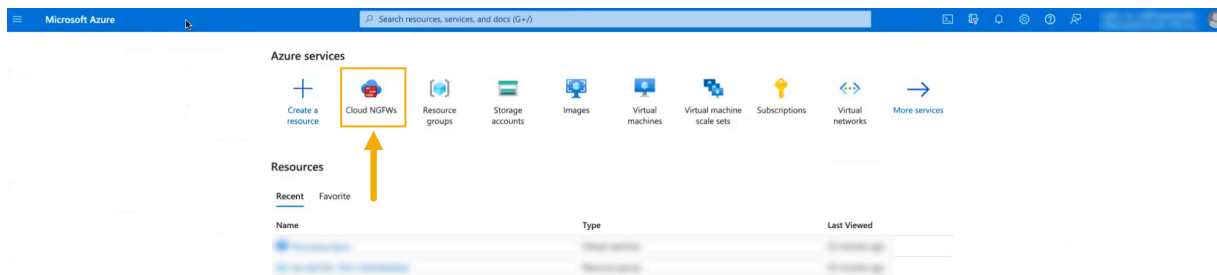 Microsoft Azure
Search resources, services, and docs (G+/)
Azure services
Create a resource
Cloud NGFWs
Resource groups
Storage accounts
Images
Virtual machines
Virtual machine scale sets
Subscriptions
Virtual networks
More services
Resources
Recent Favorite
Name Type Last Viewed